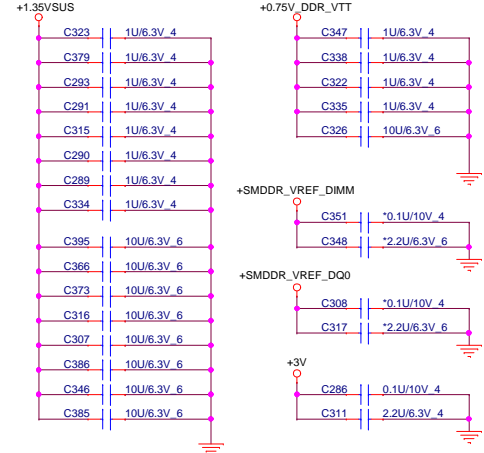 +1.35VSUS
C323 1U/6.3V_4
C379 1U/6.3V_4
C293 1U/6.3V_4
C291 1U/6.3V_4
C315 1U/6.3V_4
C290 1U/6.3V_4
C289 1U/6.3V_4
C334 1U/6.3V_4
C395 10U/6.3V_6
C366 10U/6.3V_6
C373 10U/6.3V_6
C316 10U/6.3V_6
C307 10U/6.3V_6
C386 10U/6.3V_6
C346 10U/6.3V_6
C385 10U/6.3V_6
+0.75V_DDR_VTT
C347 1U/6.3V_4
C338 1U/6.3V_4
C322 1U/6.3V_4
C335 1U/6.3V_4
C326 10U/6.3V_6
+SMDDR_VREF_DIMM
C351 *0.1U/10V_4
C348 *2.2U/6.3V_6
+SMDDR_VREF_DQ0
C308 *0.1U/10V_4
C317 *2.2U/6.3V_6
+3V
C286 0.1U/10V_4
C311 2.2U/6.3V_4